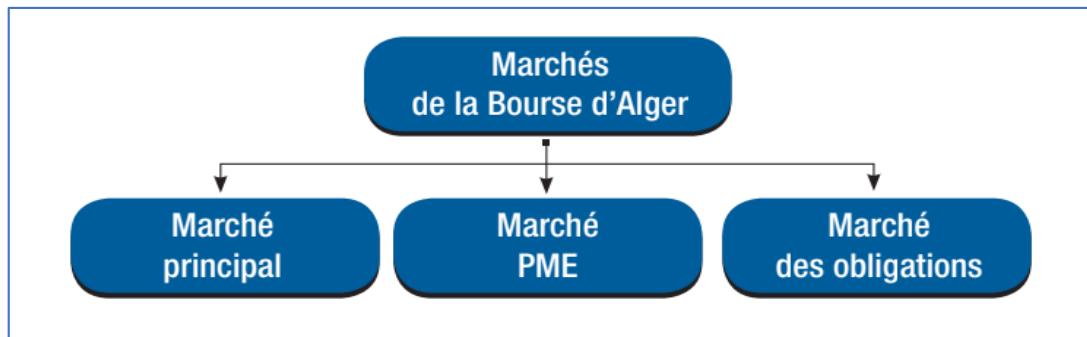 Marchés
de la Bourse d’Alger
Marché
principal
Marché
PME
Marché
des obligations